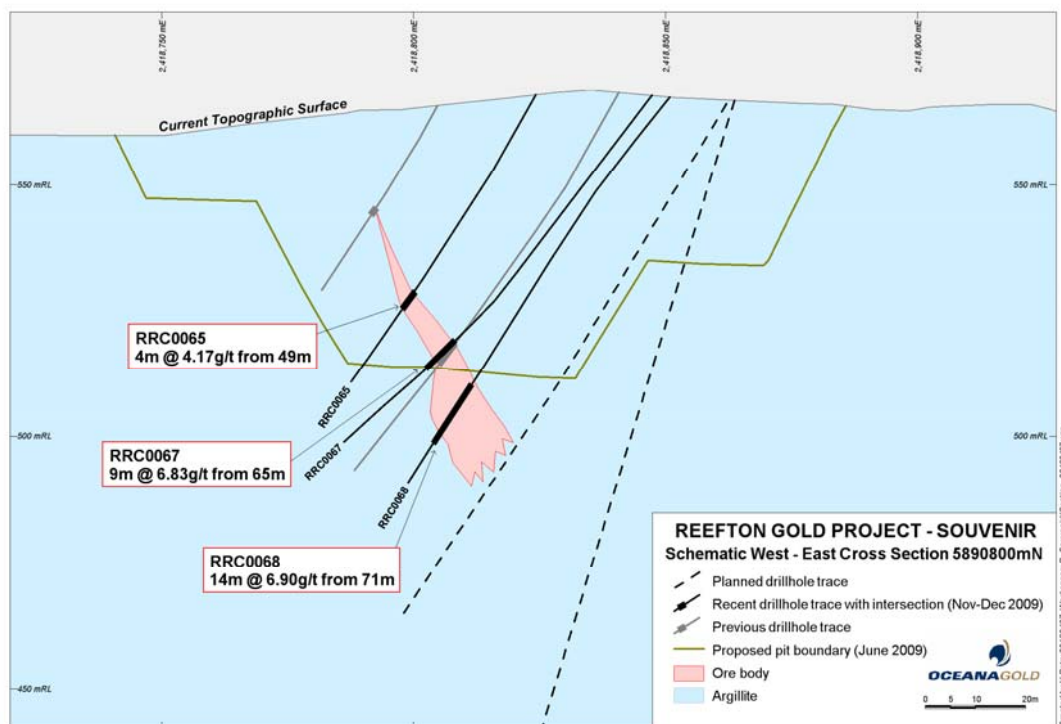 2,418,750 mE
2,418,800 mE
2,418,850 mE
2,418,900 mE
Current Topographic Surface
550 mRL
550 mRL
RRC0065
4m @ 4.17g/t from 49m
RRC0065
500 mRL
500 mRL
RRC0067
9m @ 6.83g/t from 65m
RRC0067
RRC0068
RRC0068
14m @ 6.90g/t from 71m
REEFTON GOLD PROJECT - SOUVENIR
Schematic West - East Cross Section 5890800mN
Planned drillhole trace
Recent drillhole trace with intersection (Nov-Dec 2009)
Previous drillhole trace
Proposed pit boundary (June 2009)
Ore body
Argillite
OCEANAGOLD
0 5 10 20m
450 mRL